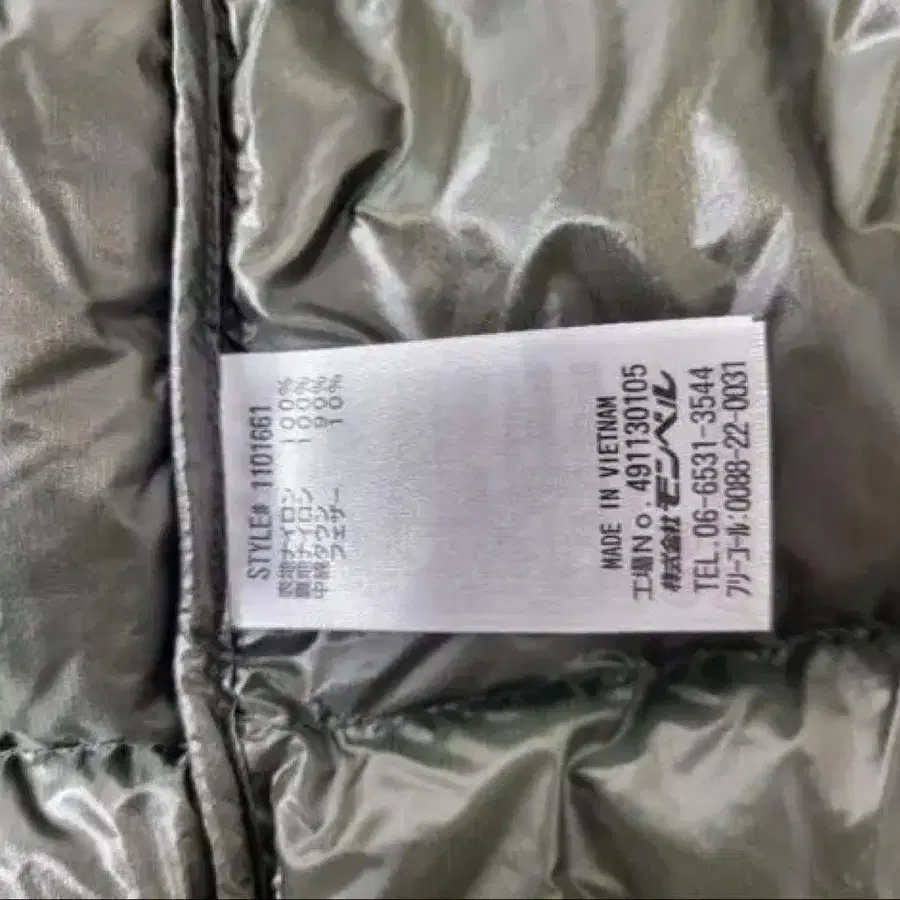 STYLE# 1101661
表地ナイロン 100%
裏地ナイロン 100%
中綿ダウン 90%
フェザー 10%
MADE IN VIETNAM
工場No. 491130105
株式会社 モンベル
TEL.06-6531-3544
フリーコール:0088-22-0031